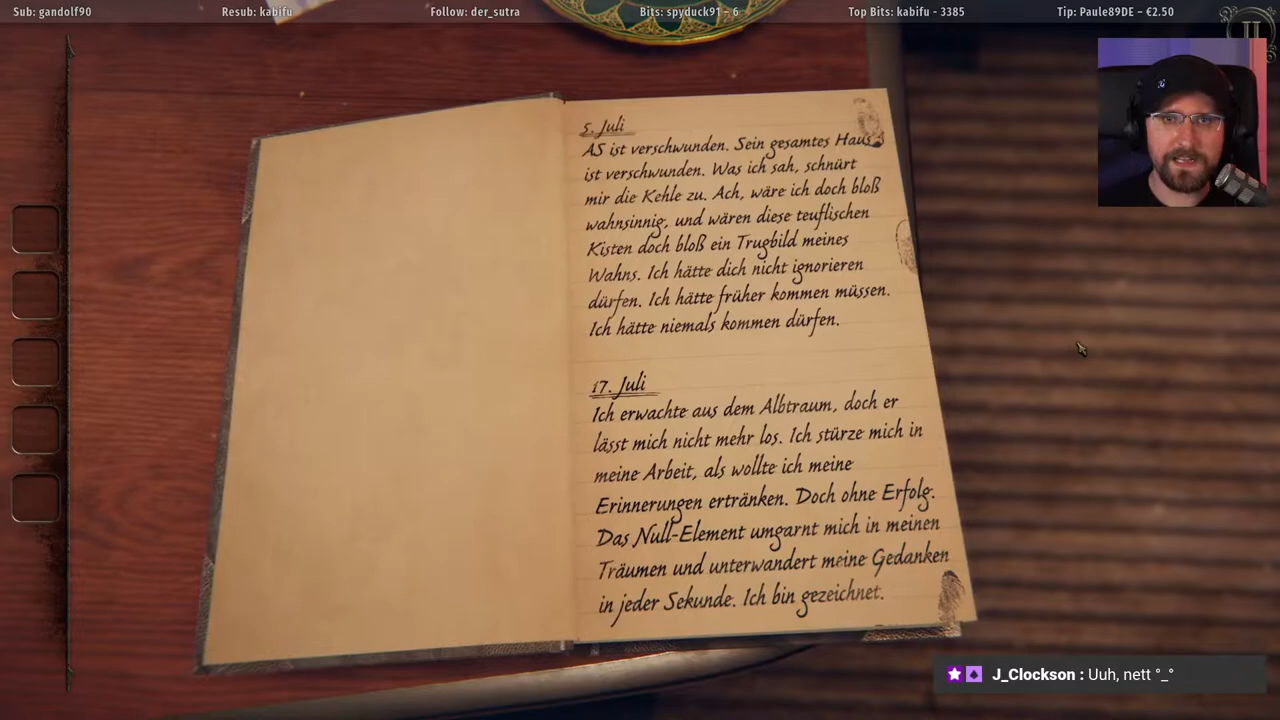 Sub: gandolf90
Resub: kabifu
Follow: der_sutra
Bits: spyduck91 - 6
Top Bits: kabifu - 3385
Tip: Paule89DE - €2.50
5. Juli
AS ist verschwunden. Sein gesamtes Haus
ist verschwunden. Was ich sah, schnürt
mir die Kehle zu. Ach, wäre ich doch bloß
wahnsinnig, und wären diese teuflischen
Kisten doch bloß ein Trugbild meines
Wahns. Ich hätte dich nicht ignorieren
dürfen. Ich hätte früher kommen müssen.
Ich hätte niemals kommen dürfen.
17. Juli
Ich erwachte aus dem Albtraum, doch er
lässt mich nicht mehr los. Ich stürze mich in
meine Arbeit, als wollte ich meine
Erinnerungen ertränken. Doch ohne Erfolg.
Das Null-Element umgarnt mich in meinen
Träumen und unterwandert meine Gedanken
in jeder Sekunde. Ich bin gezeichnet.
J_Clockson : Uuh, nett °_°